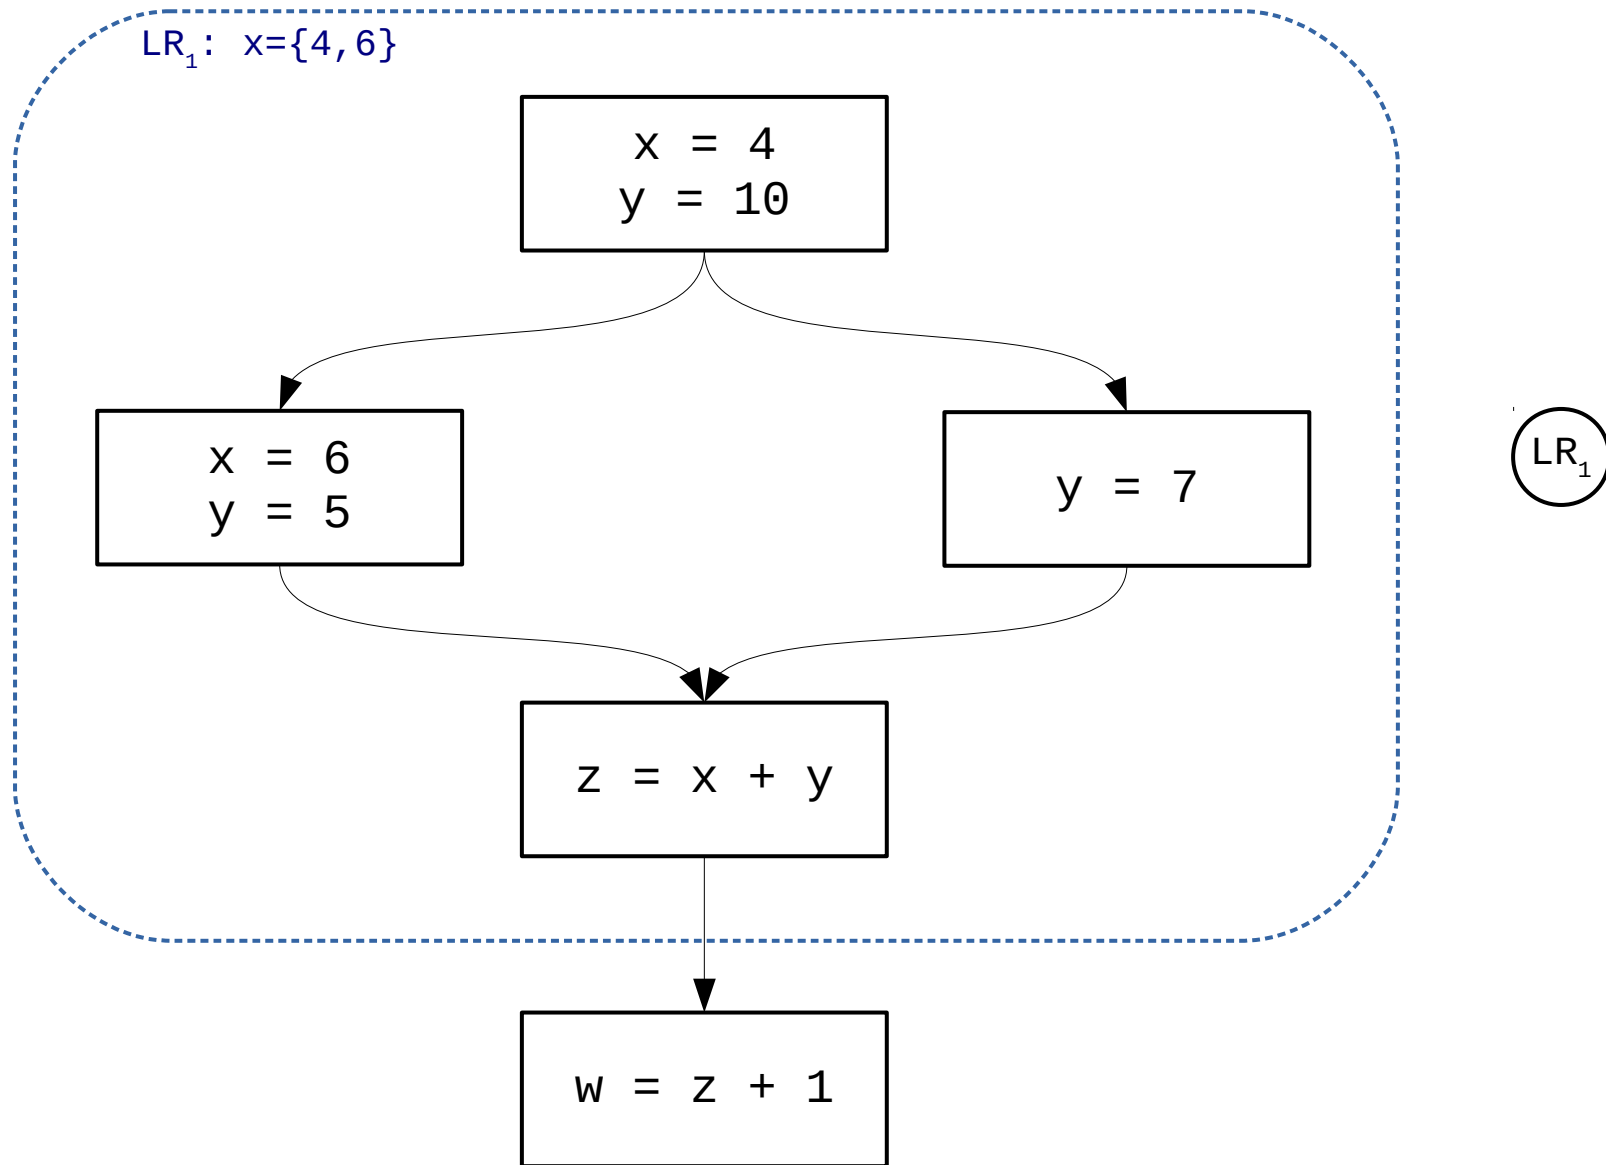 LR₁: x={4,6}
x = 4
y = 10
x = 6
y = 5
y = 7
LR₁
z = x + y
w = z + 1